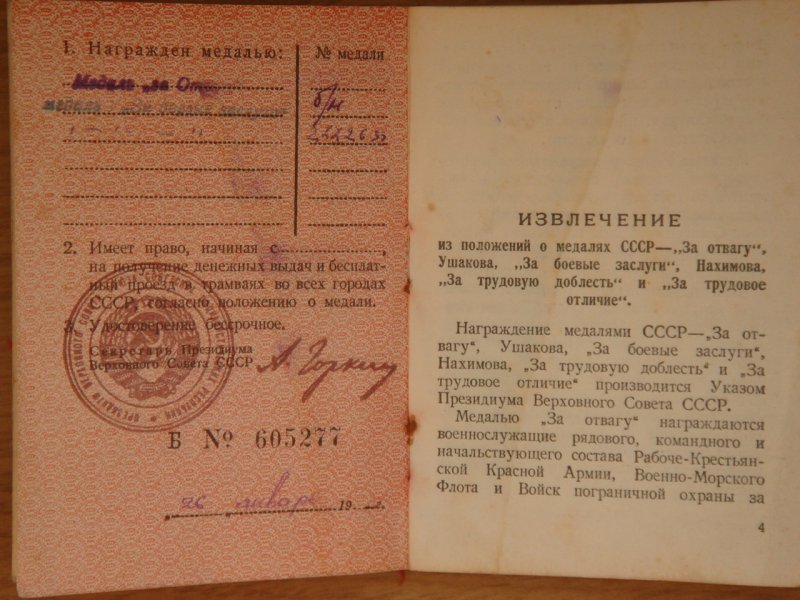 1. Награжден медалью: № медали
Медаль „за От
б/н
2. Имеет право, начиная с
на получение денежных выдач и бесплат-
ный проезд в трамваях во всех городах
СССР, согласно положению о медали.
3. Удостоверение бессрочное.
Секретарь Президиума
Верховного Совета СССР А. Горкин
Б № 605277
26 января 19
ИЗВЛЕЧЕНИЕ
из положений о медалях СССР—„За отвагу“,
Ушакова, „За боевые заслуги“, Нахимова,
„За трудовую доблесть“ и „За трудовое
отличие“.
Награждение медалями СССР—„За от-
вагу“, Ушакова, „За боевые заслуги“,
Нахимова, „За трудовую доблесть“ и „За
трудовое отличие“ производится Указом
Президиума Верховного Совета СССР.
Медалью „За отвагу“ награждаются
военнослужащие рядового, командного и
начальствующего состава Рабоче-Крестьян-
ской Красной Армии, Военно-Морского
Флота и Войск пограничной охраны за
4